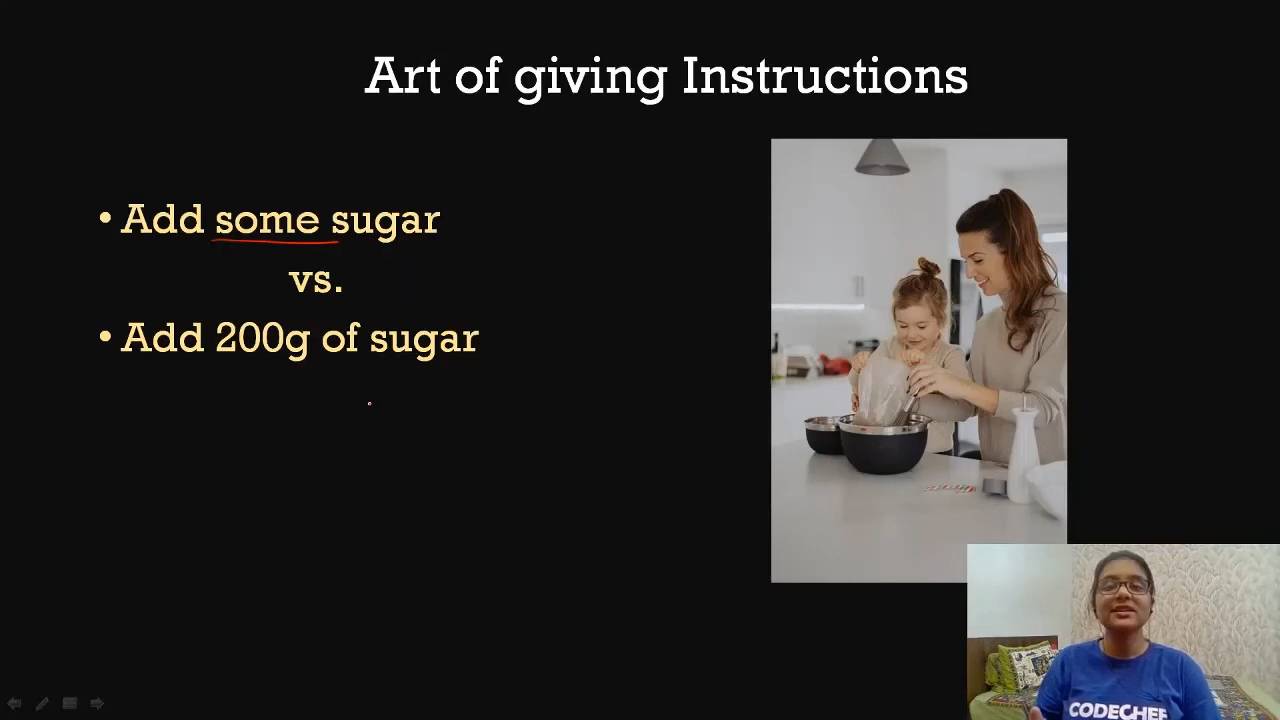 Art of giving Instructions
• Add some sugar
vs.
• Add 200g of sugar
CODECHEF